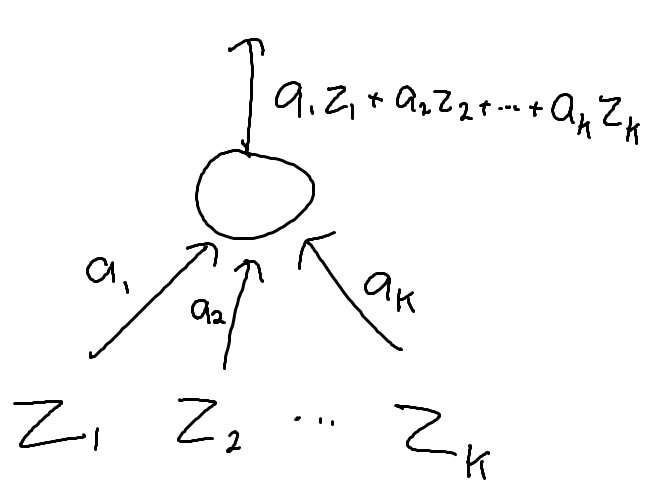 a₁z₁ + a₂z₂ + ... + aₖzₖ
a₁
a₂
aₖ
z₁ z₂ ... zₖ